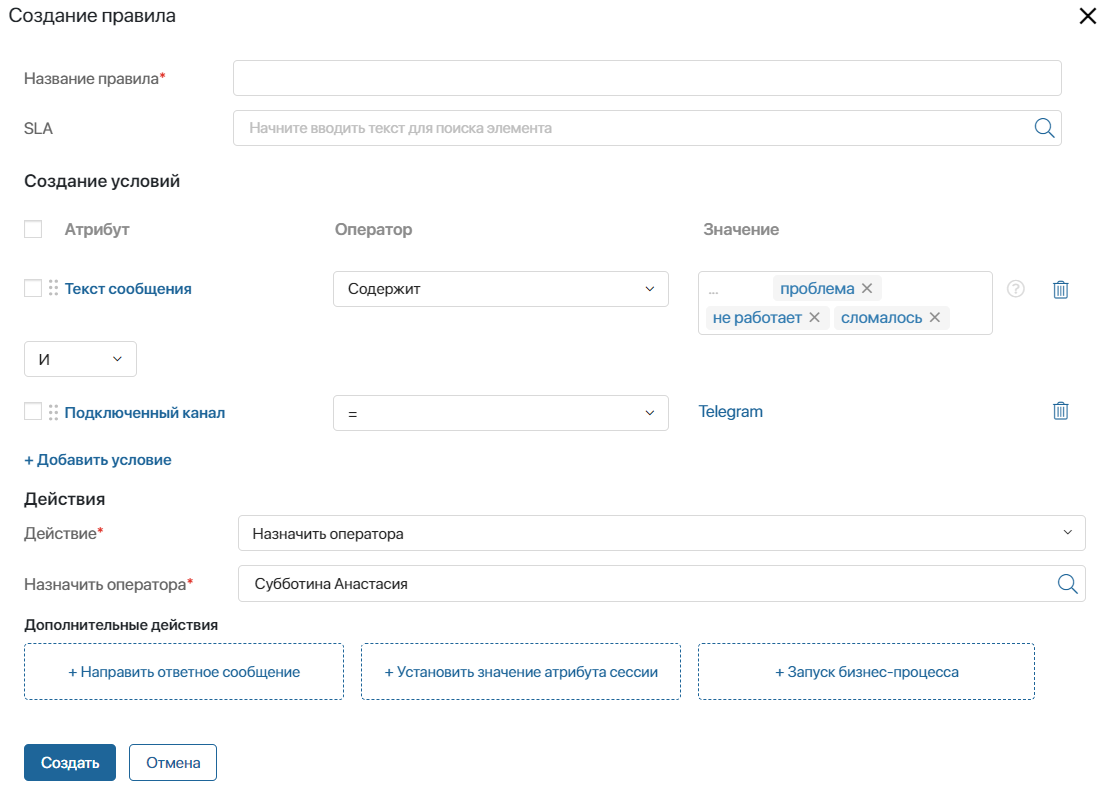 Создание правила
Название правила*
SLA
Начните вводить текст для поиска элемента
Создание условий
Атрибут Оператор Значение
Текст сообщения Содержит ... проблема ×
не работает × сломалось ×
?
И
Подключенный канал = Telegram
+ Добавить условие
Действия
Действие* Назначить оператора
Назначить оператора* Субботина Анастасия
Дополнительные действия
+ Направить ответное сообщение + Установить значение атрибута сессии + Запуск бизнес-процесса
Создать Отмена